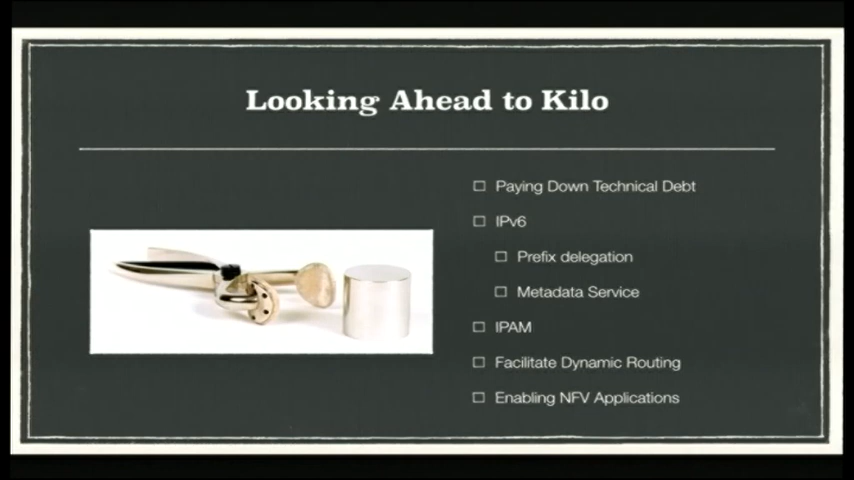 Looking Ahead to Kilo
Paying Down Technical Debt
IPv6
Prefix delegation
Metadata Service
IPAM
Facilitate Dynamic Routing
Enabling NFV Applications